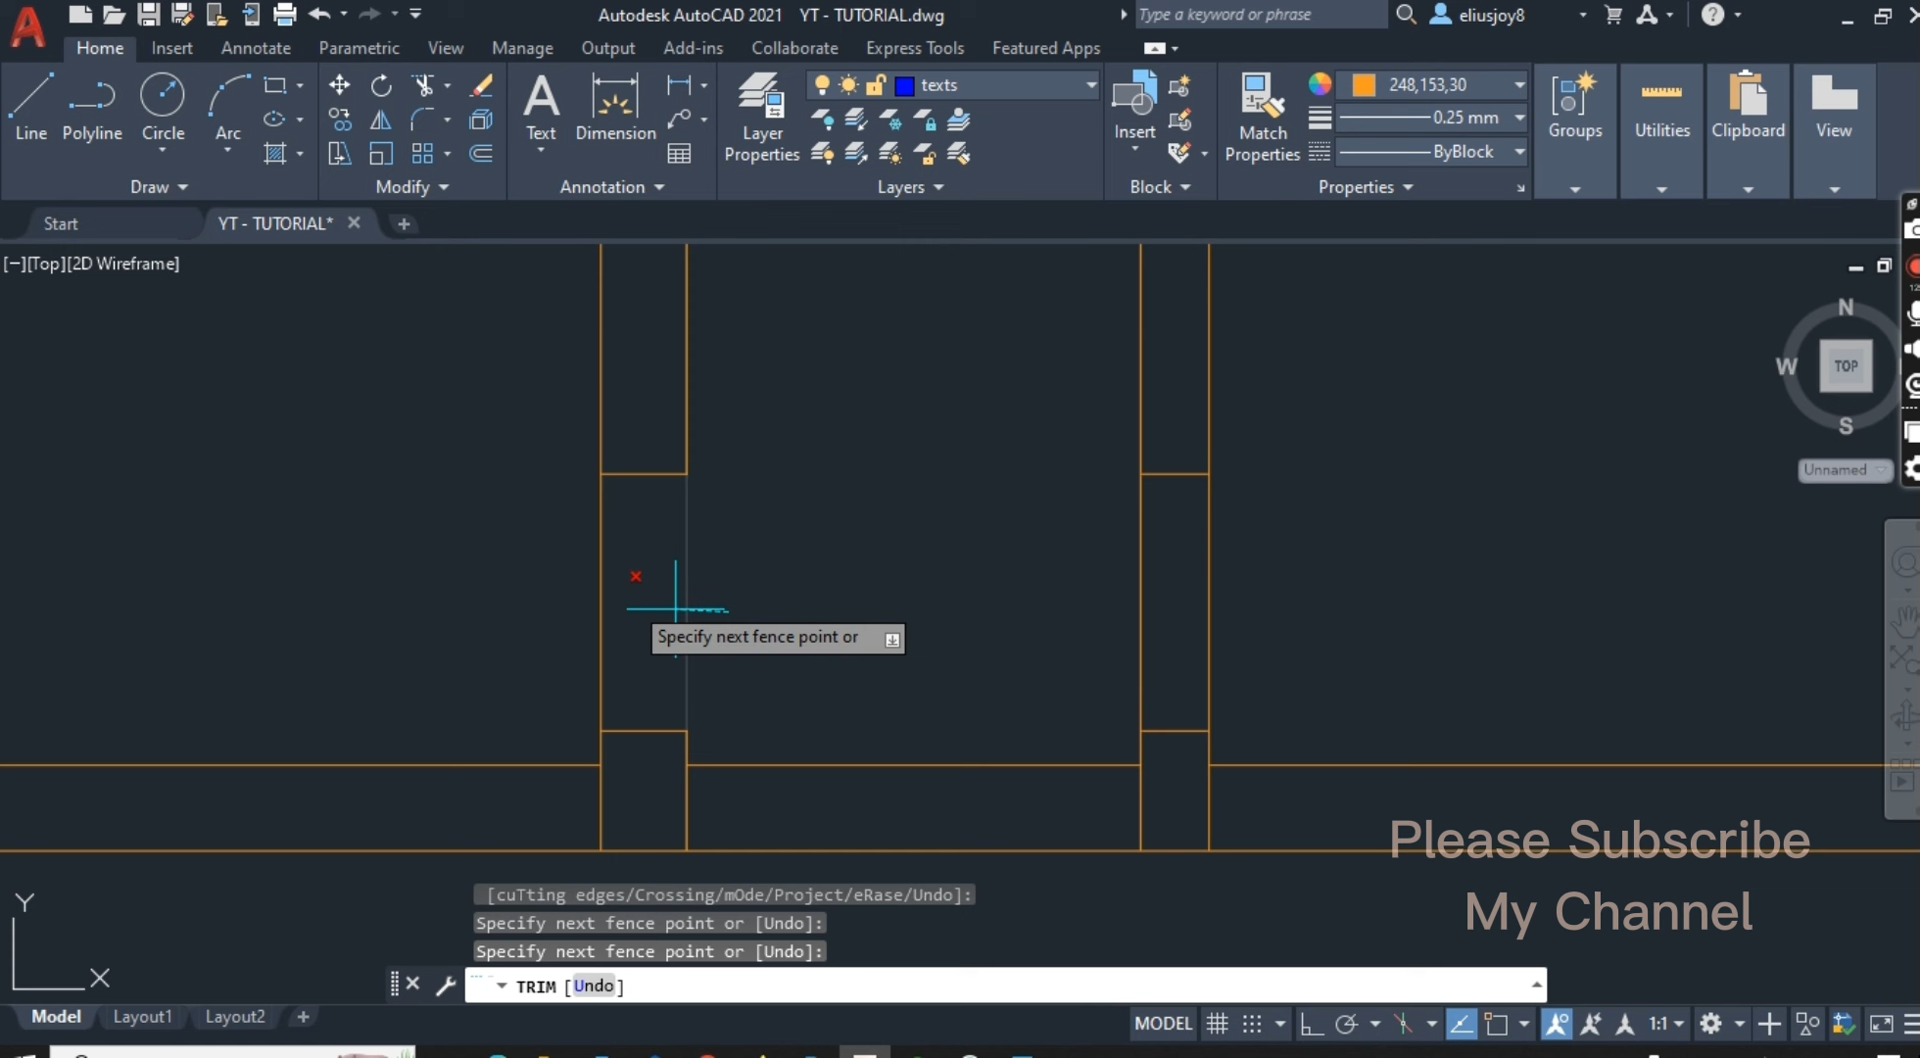 Autodesk AutoCAD 2021 YT - TUTORIAL.dwg
Type a keyword or phrase
eliusjoy8
Home Insert Annotate Parametric View Manage Output Add-ins Collaborate Express Tools Featured Apps
texts
248,153,30
0.25 mm
ByBlock
Line Polyline Circle Arc
Text Dimension
Layer Properties
Insert
Match Properties
Groups Utilities Clipboard View
Draw Modify Annotation Layers Block Properties
Start YT - TUTORIAL*
[−][Top][2D Wireframe]
N
W TOP
S
Unnamed
Specify next fence point or
Please Subscribe
My Channel
[cuTting edges/Crossing/mOde/Project/eRase/Undo]:
Specify next fence point or [Undo]:
Specify next fence point or [Undo]:
TRIM [Undo]
Y
X
Model Layout1 Layout2
MODEL 1:1